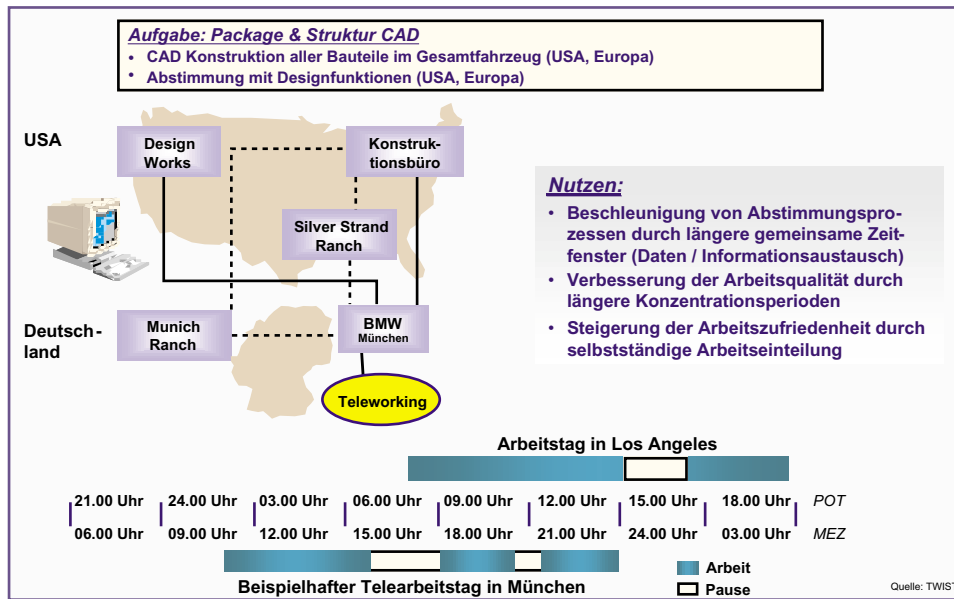 Aufgabe: Package & Struktur CAD
• CAD Konstruktion aller Bauteile im Gesamtfahrzeug (USA, Europa)
• Abstimmung mit Designfunktionen (USA, Europa)
USA
Design
Works
Konstruk-
tionsbüro
Silver Strand
Ranch
Deutsch-
land
Munich
Ranch
BMW
München
Teleworking
Nutzen:
• Beschleunigung von Abstimmungspro-
zessen durch längere gemeinsame Zeit-
fenster (Daten / Informationsaustausch)
• Verbesserung der Arbeitsqualität durch
längere Konzentrationsperioden
• Steigerung der Arbeitszufriedenheit durch
selbstständige Arbeitseinteilung
Arbeitstag in Los Angeles
21.00 Uhr 24.00 Uhr 03.00 Uhr 06.00 Uhr 09.00 Uhr 12.00 Uhr 15.00 Uhr 18.00 Uhr POT
06.00 Uhr 09.00 Uhr 12.00 Uhr 15.00 Uhr 18.00 Uhr 21.00 Uhr 24.00 Uhr 03.00 Uhr MEZ
Beispielhafter Telearbeitstag in München
Arbeit
Pause
Quelle: TWIST